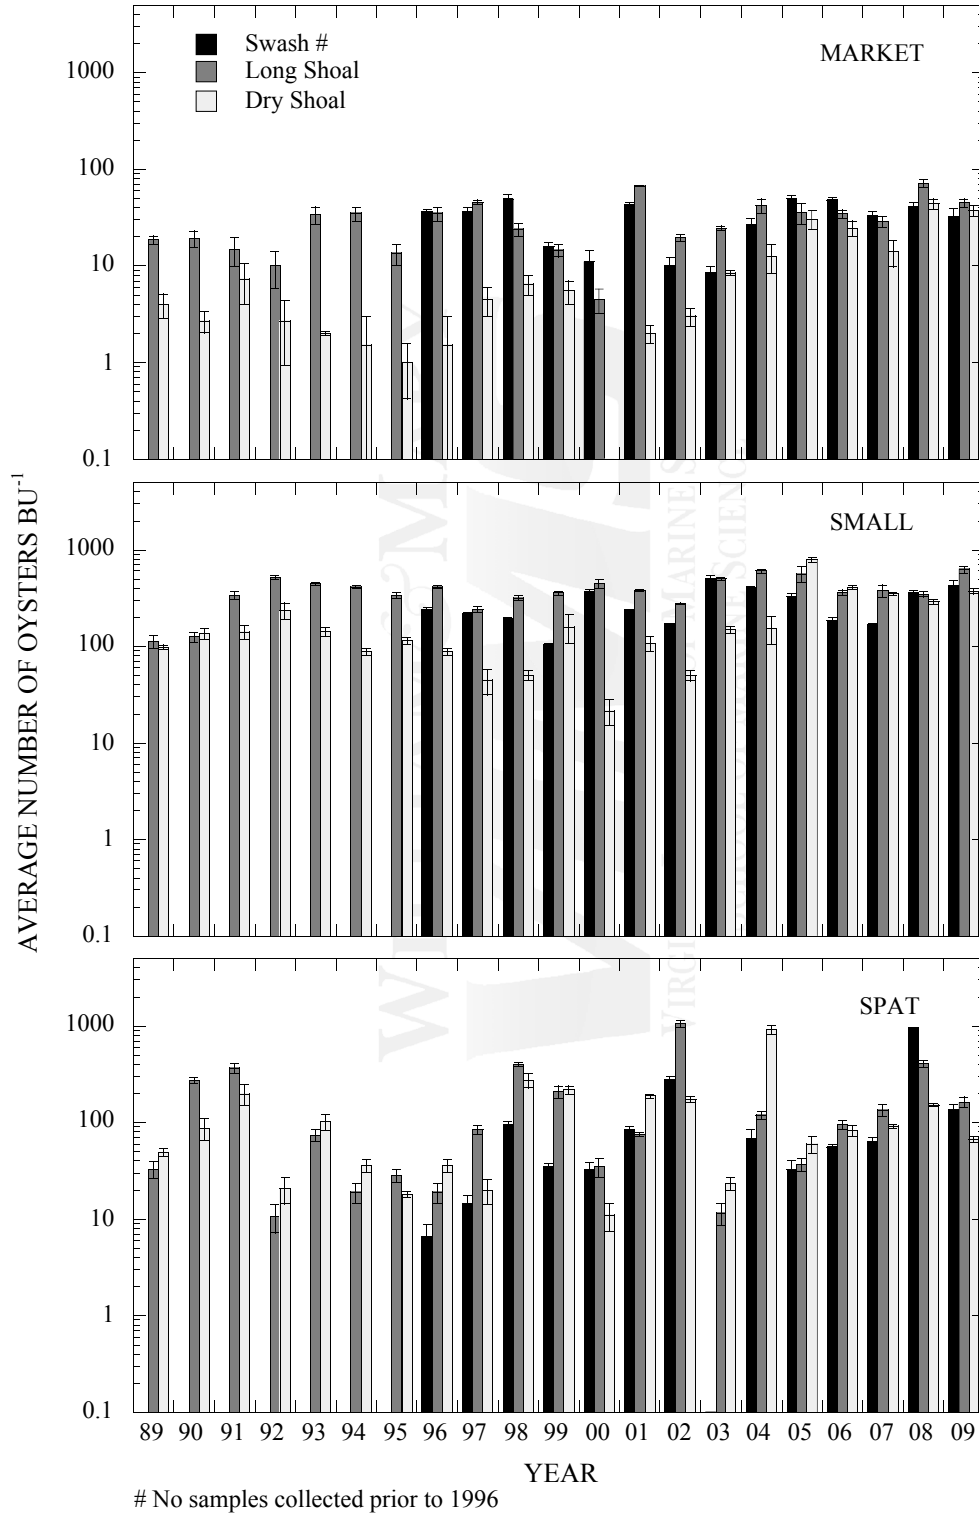 Swash #
Long Shoal
Dry Shoal
MARKET
1000
100
10
1
0.1
SMALL
1000
100
10
1
0.1
SPAT
1000
100
10
1
0.1
AVERAGE NUMBER OF OYSTERS BU-1
89 90 91 92 93 94 95 96 97 98 99 00 01 02 03 04 05 06 07 08 09
YEAR
# No samples collected prior to 1996